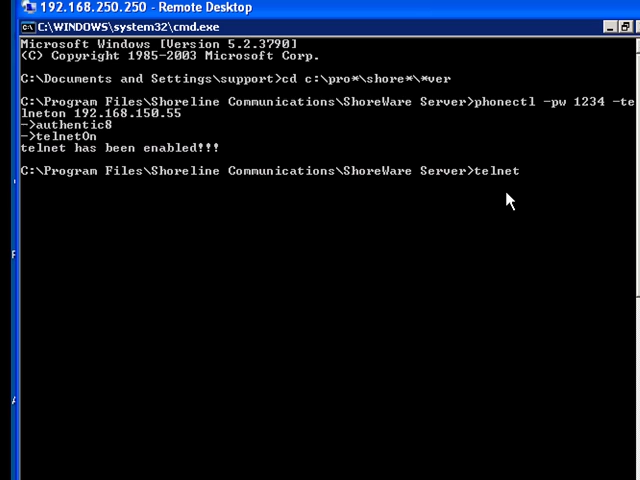 192.168.250.250 - Remote Desktop
C:\WINDOWS\system32\cmd.exe
Microsoft Windows [Version 5.2.3790]
(C) Copyright 1985-2003 Microsoft Corp.
C:\Documents and Settings\support>cd c:\pro*\shore*\*ver
C:\Program Files\Shoreline Communications\ShoreWare Server>phonectl -pw 1234 -te
lneton 192.168.150.55
->authentic8
->telnetOn
telnet has been enabled!!!
C:\Program Files\Shoreline Communications\ShoreWare Server>telnet